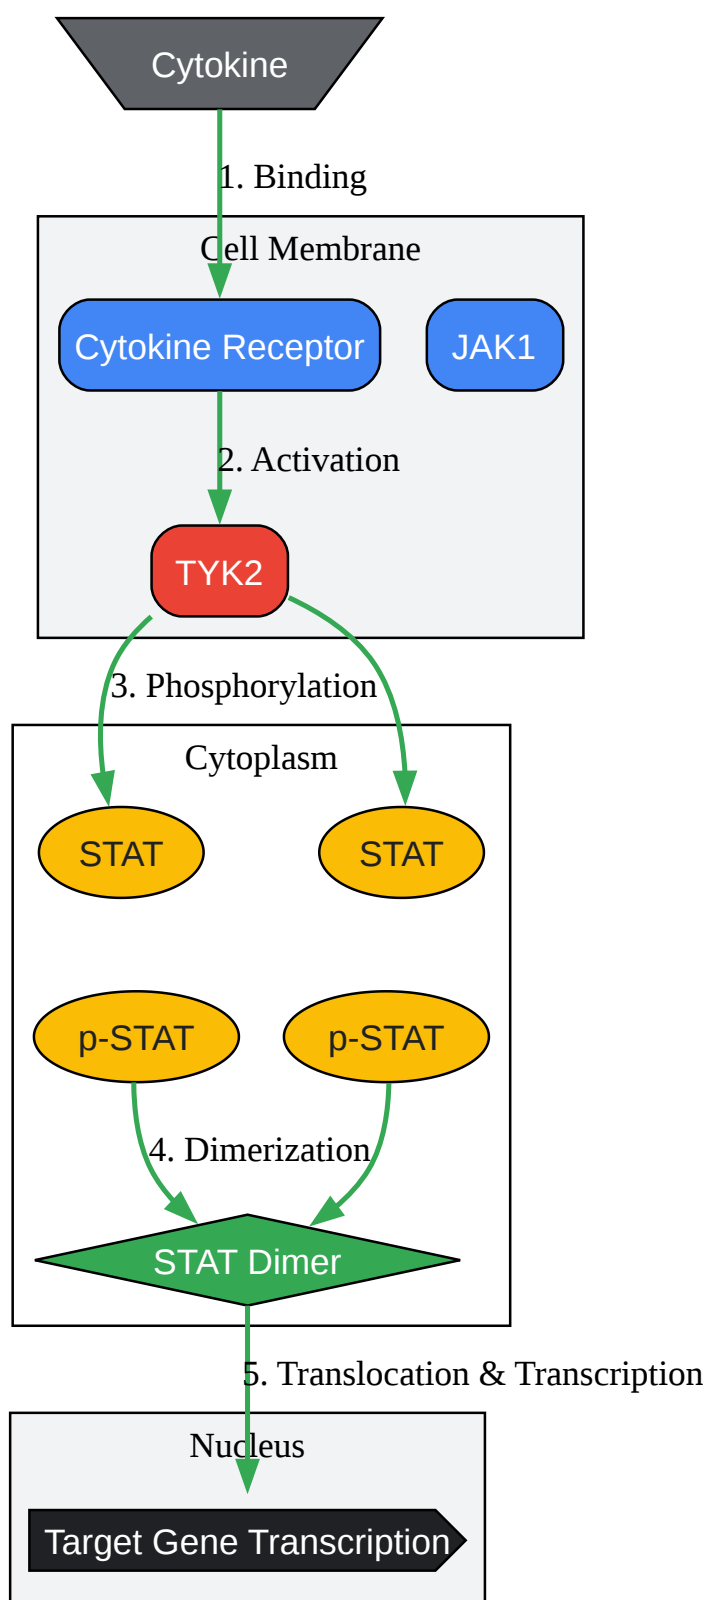 Cytokine
1. Binding
Cell Membrane
Cytokine Receptor
JAK1
2. Activation
TYK2
3. Phosphorylation
Cytoplasm
STAT
STAT
p-STAT
p-STAT
4. Dimerization
STAT Dimer
5. Translocation & Transcription
Nucleus
Target Gene Transcription